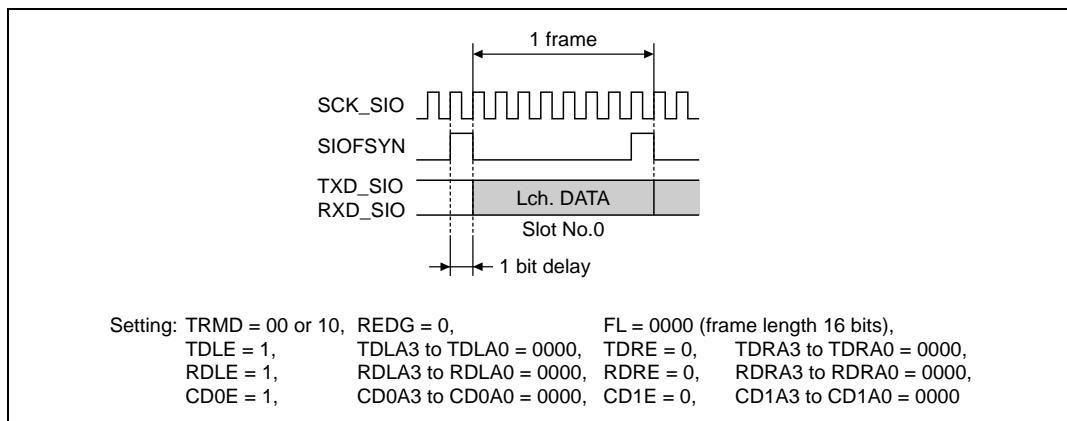 1 frame
SCK_SIO
SIOFSYN
TXD_SIO
RXD_SIO
Lch. DATA
Slot No.0
1 bit delay
Setting: TRMD = 00 or 10, REDG = 0, FL = 0000 (frame length 16 bits),
TDLE = 1, TDLA3 to TDLA0 = 0000, TDRE = 0, TDRA3 to TDRA0 = 0000,
RDLE = 1, RDLA3 to RDLA0 = 0000, RDRE = 0, RDRA3 to RDRA0 = 0000,
CD0E = 1, CD0A3 to CD0A0 = 0000, CD1E = 0, CD1A3 to CD1A0 = 0000